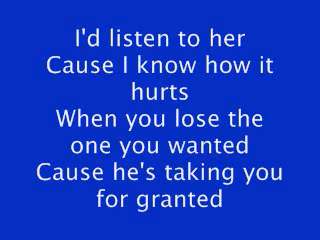 I'd listen to her
Cause I know how it
hurts
When you lose the
one you wanted
Cause he's taking you
for granted